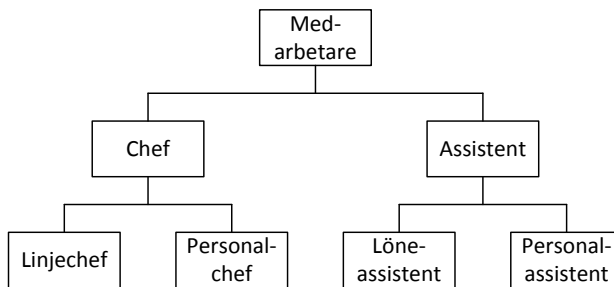 Med-
arbetare
Chef
Assistent
Linjechef
Personal-
chef
Löne-
assistent
Personal-
assistent